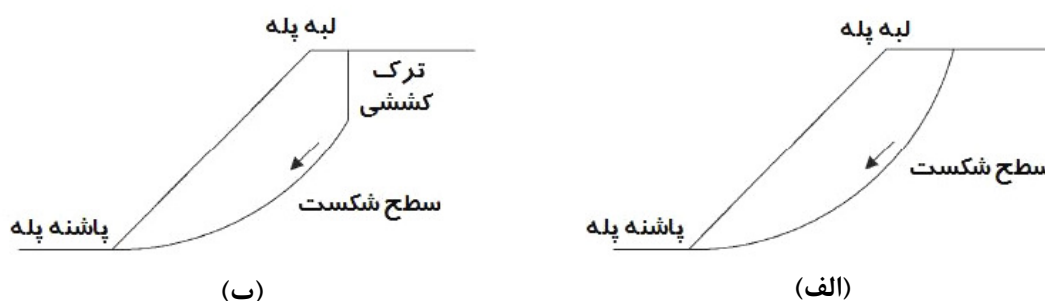 لبه پله
سطح شکست
پاشنه پله
(الف)
لبه پله
ترک
کششی
سطح شکست
پاشنه پله
(ب)